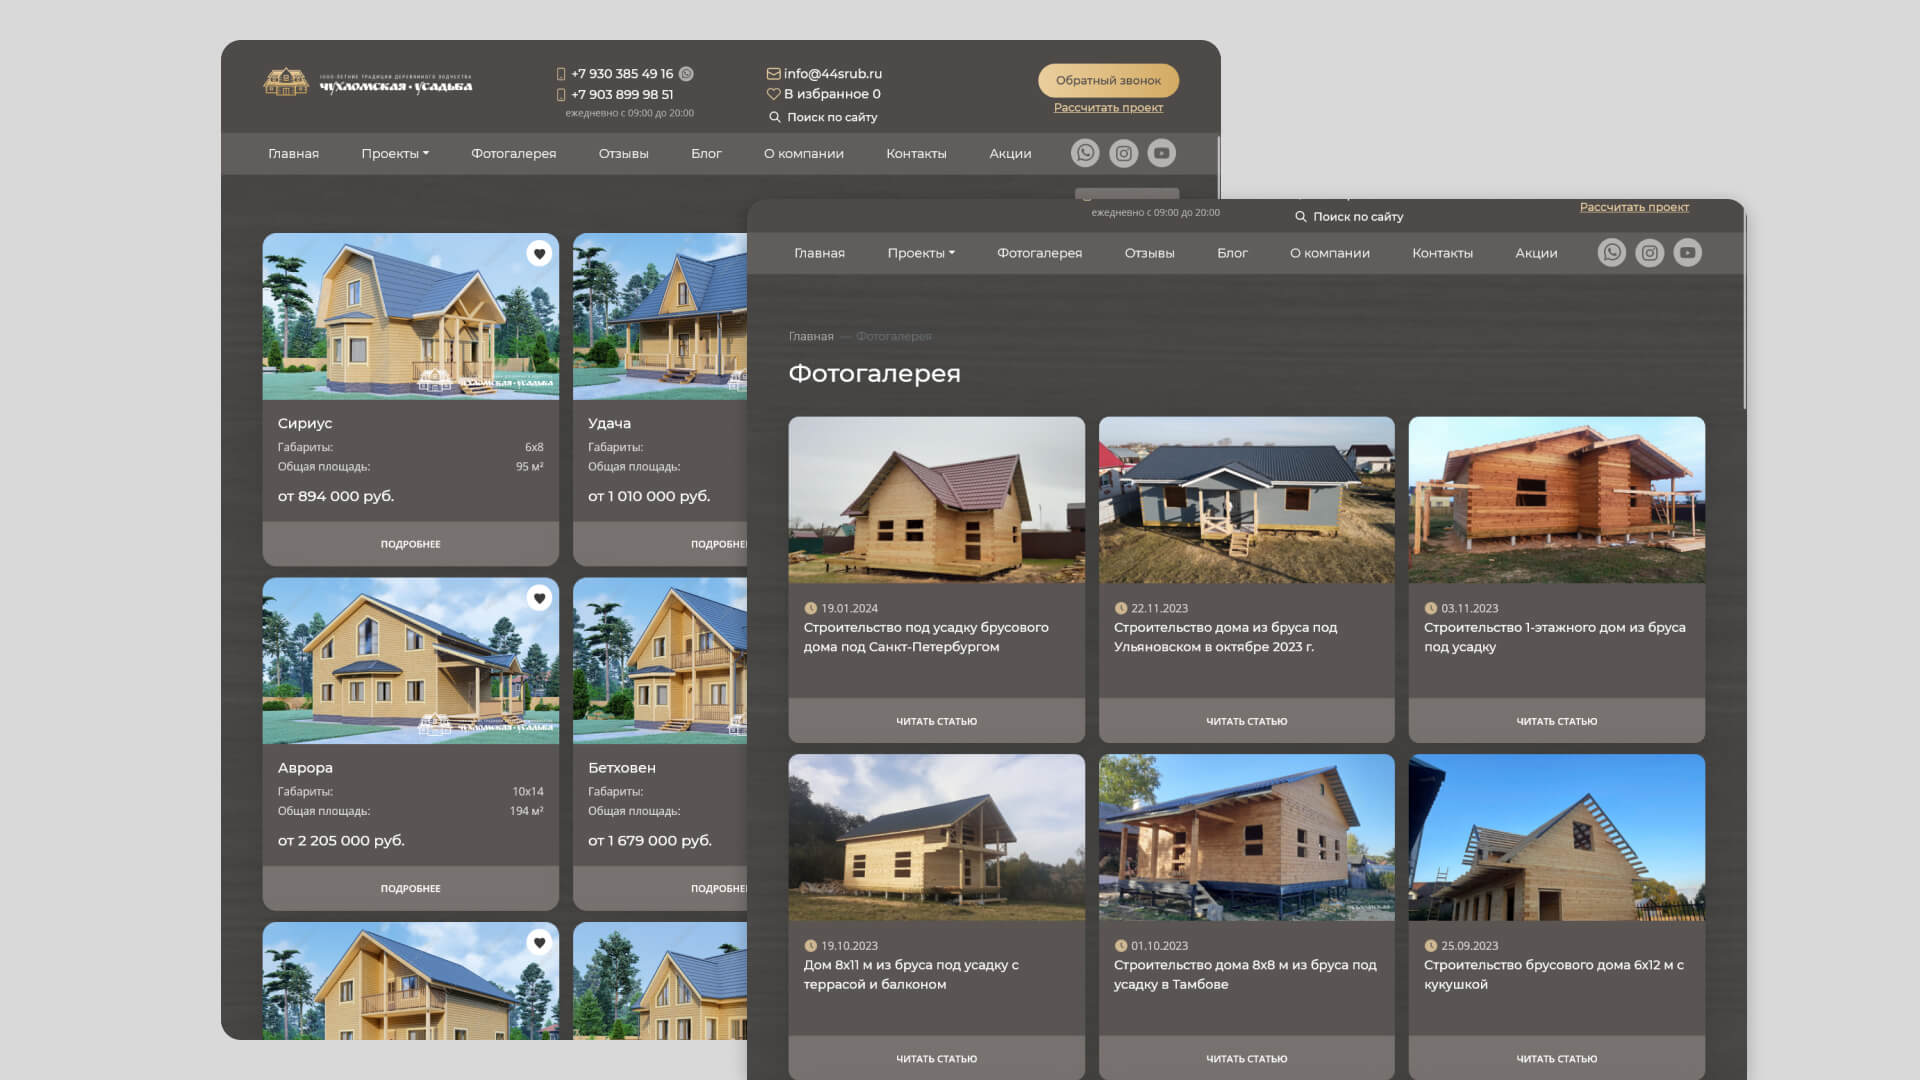 1000-ЛЕТНИЕ ТРАДИЦИИ ДЕРЕВЯННОГО ЗОДЧЕСТВА
ЧУХЛОМСКАЯ·УСАДЬБА
+7 930 385 49 16
+7 903 899 98 51
ежедневно с 09:00 до 20:00
info@44srub.ru
В избранное 0
Поиск по сайту
Обратный звонок
Рассчитать проект
Главная Проекты Фотогалерея Отзывы Блог О компании Контакты Акции
ЧУХЛОМСКАЯ·УСАДЬБА
Сириус
Габариты: 6x8
Общая площадь: 95 м²
от 894 000 руб.
ПОДРОБНЕЕ
Удача
Габариты:
Общая площадь:
от 1 010 000 руб.
ПОДРОБНЕ
ЧУХЛОМСКАЯ·УСАДЬБА
Аврора
Габариты: 10x14
Общая площадь: 194 м²
от 2 205 000 руб.
ПОДРОБНЕЕ
Бетховен
Габариты:
Общая площадь:
от 1 679 000 руб.
ПОДРОБНЕ
ежедневно с 09:00 до 20:00
Поиск по сайту
Рассчитать проект
Главная Проекты Фотогалерея Отзывы Блог О компании Контакты Акции
Главная — Фотогалерея
Фотогалерея
19.01.2024
Строительство под усадку брусового
дома под Санкт-Петербургом
ЧИТАТЬ СТАТЬЮ
22.11.2023
Строительство дома из бруса под
Ульяновском в октябре 2023 г.
ЧИТАТЬ СТАТЬЮ
03.11.2023
Строительство 1-этажного дом из бруса
под усадку
ЧИТАТЬ СТАТЬЮ
19.10.2023
Дом 8х11 м из бруса под усадку с
террасой и балконом
ЧИТАТЬ СТАТЬЮ
01.10.2023
Строительство дома 8х8 м из бруса под
усадку в Тамбове
ЧИТАТЬ СТАТЬЮ
25.09.2023
Строительство брусового дома 6х12 м с
кукушкой
ЧИТАТЬ СТАТЬЮ